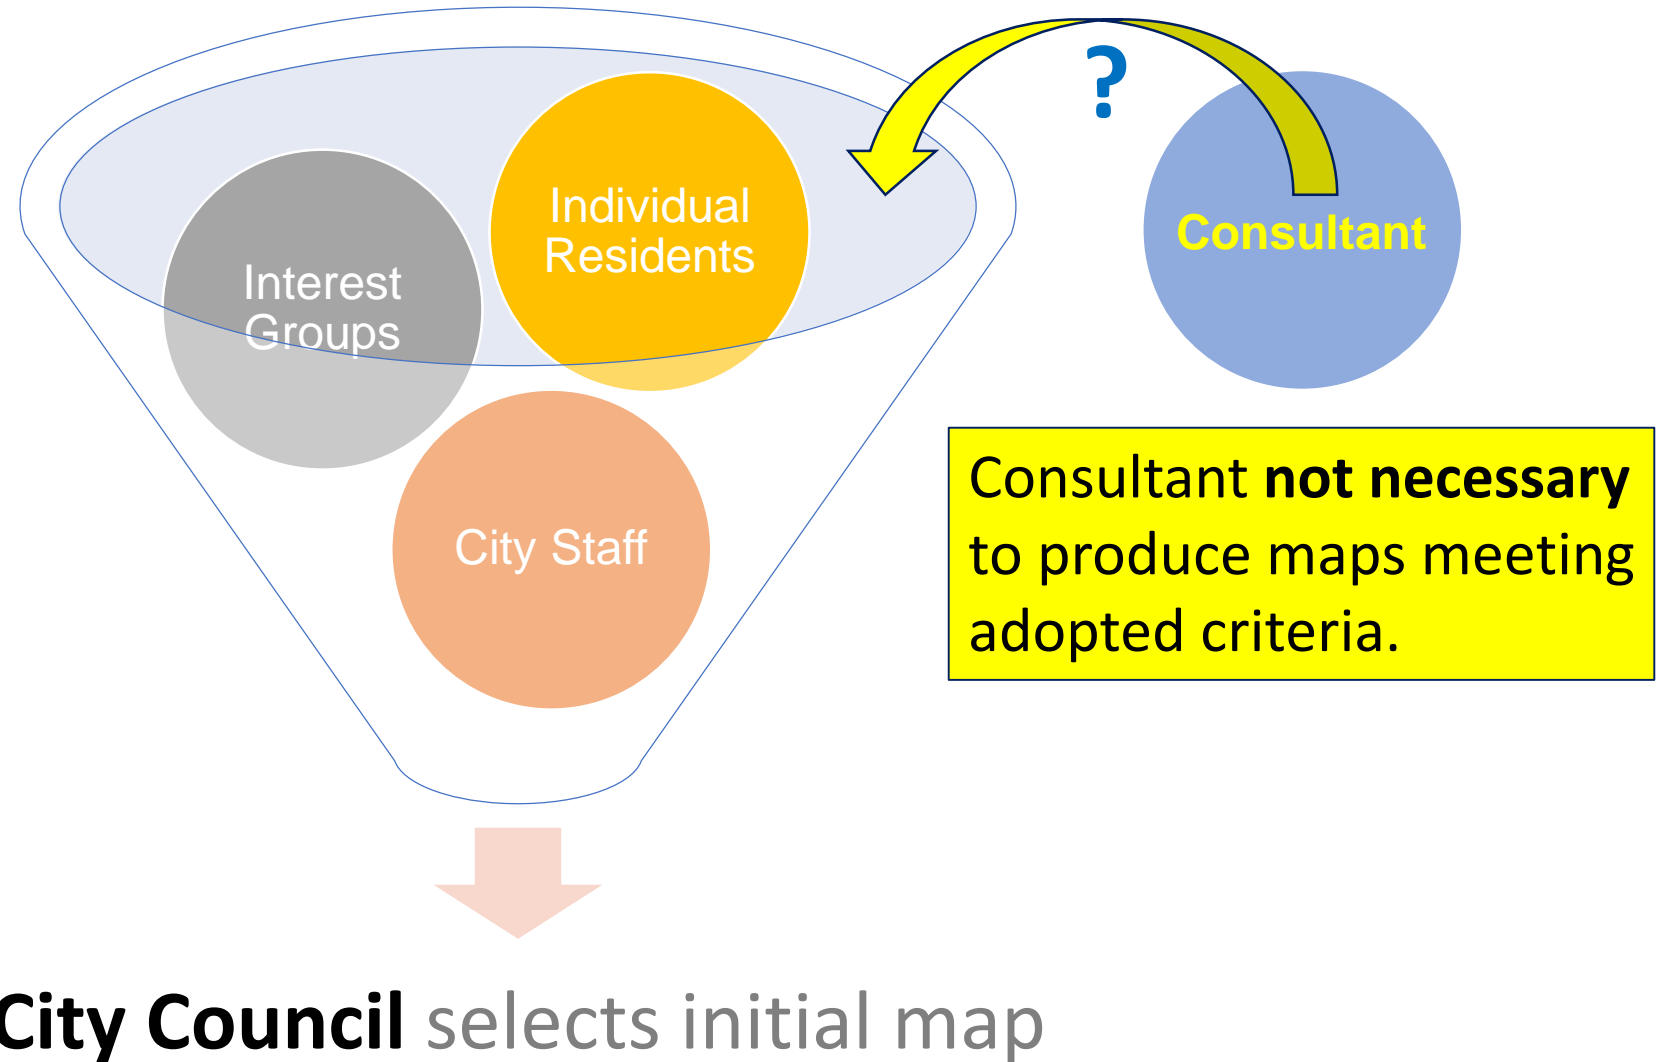 ?
Individual
Residents
Consultant
Interest
Groups
City Staff
Consultant not necessary
to produce maps meeting
adopted criteria.
City Council selects initial map